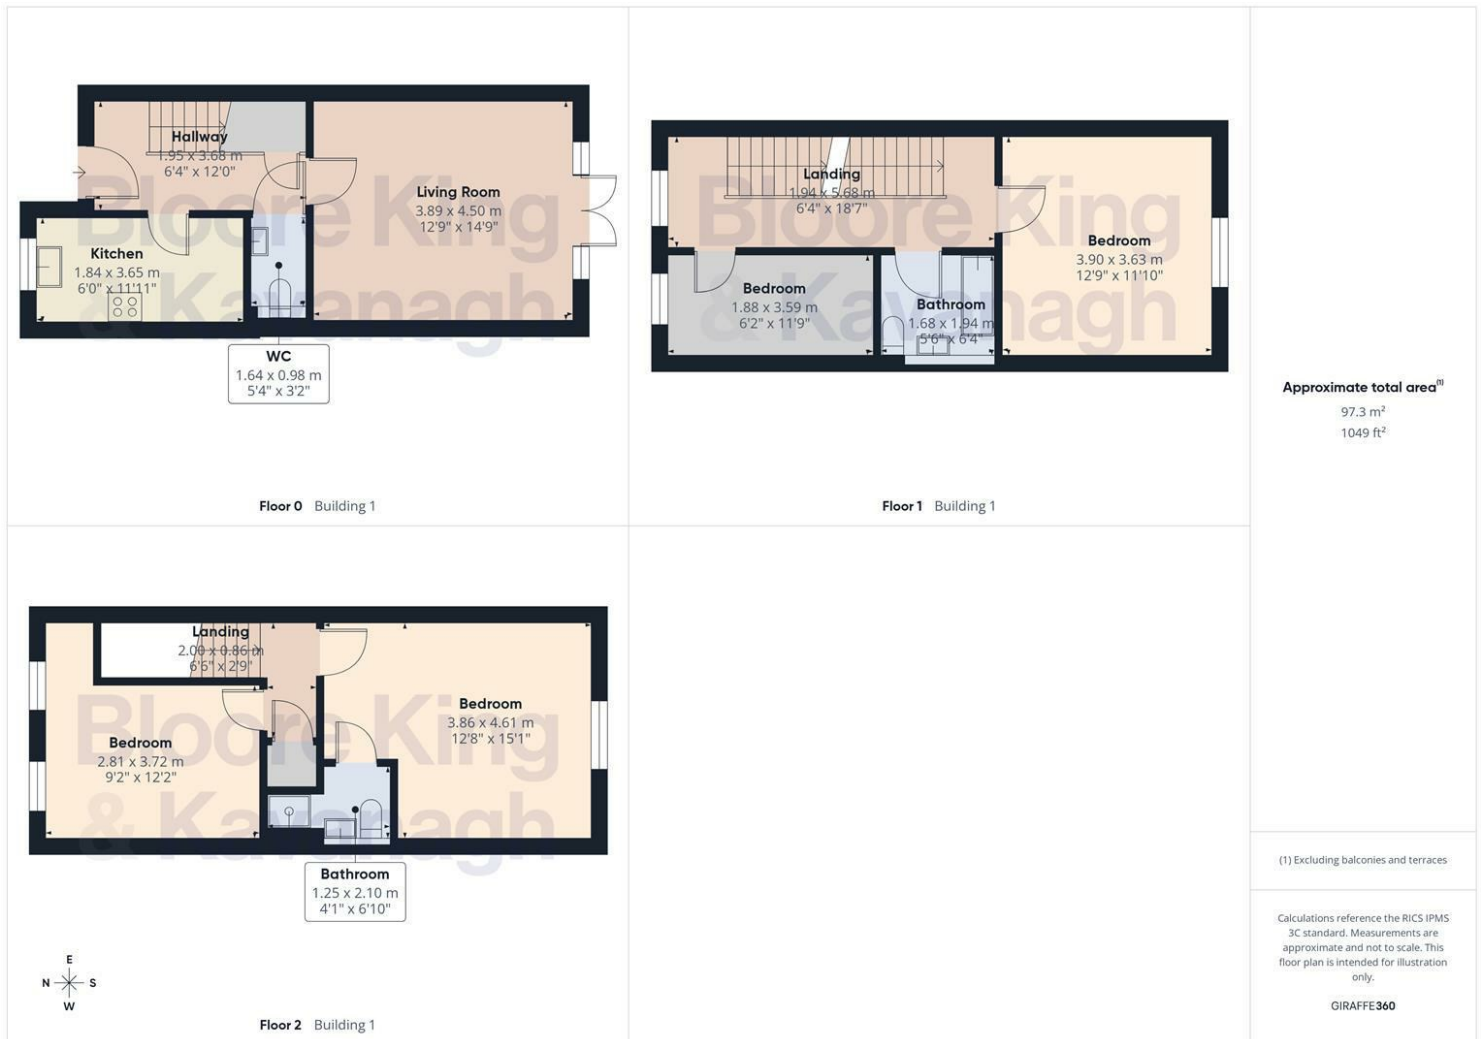 Hallway
1.95 x 3.68 m
6'4" x 12'0"
Living Room
3.89 x 4.50 m
12'9" x 14'9"
Kitchen
1.84 x 3.65 m
6'0" x 11'11"
WC
1.64 x 0.98 m
5'4" x 3'2"
Bloore King
& Kavanagh
Floor 0 Building 1
Landing
1.94 x 5.68 m
6'4" x 18'7"
Bedroom
3.90 x 3.63 m
12'9" x 11'10"
Bedroom
1.88 x 3.59 m
6'2" x 11'9"
Bathroom
1.68 x 1.94 m
5'6" x 6'4"
Bloore King
& Kavanagh
Floor 1 Building 1
Landing
2.00 x 0.86 m
6'6" x 2'9"
Bedroom
3.86 x 4.61 m
12'8" x 15'1"
Bedroom
2.81 x 3.72 m
9'2" x 12'2"
Bathroom
1.25 x 2.10 m
4'1" x 6'10"
Bloore King
& Kavanagh
E
N S
W
Floor 2 Building 1
Approximate total area(1)
97.3 m²
1049 ft²
(1) Excluding balconies and terraces
Calculations reference the RICS IPMS
3C standard. Measurements are
approximate and not to scale. This
floor plan is intended for illustration
only.
GIRAFFE360